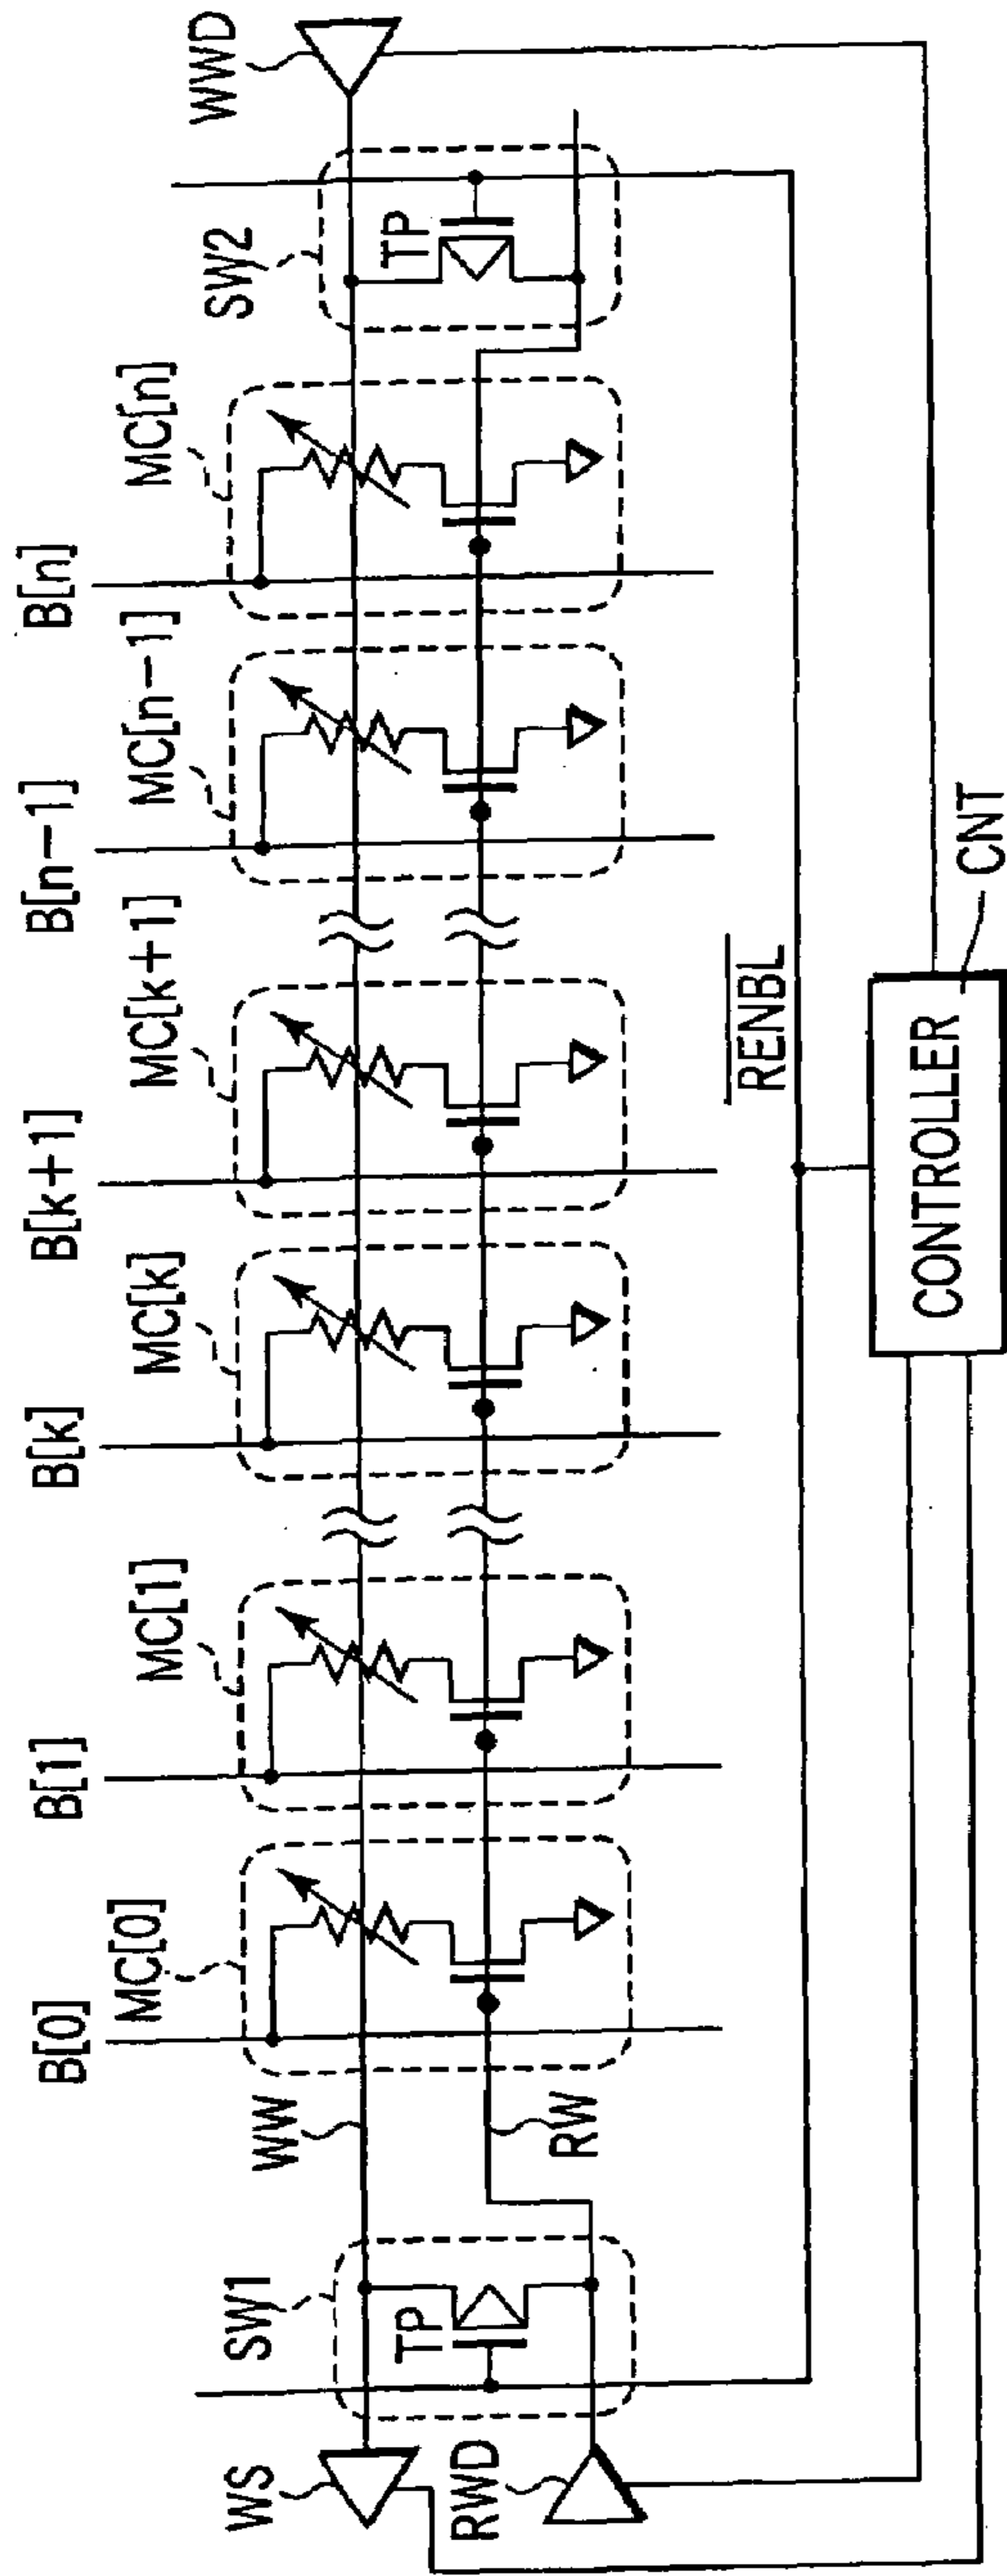 B[0]
B[1]
B[k]
B[k+1]
B[n-1]
B[n]
MC[0]
MC[1]
MC[k]
MC[k+1]
MC[n-1]
MC[n]
SW1
WW
SW2
WWD
WS
TP
TP
RWD
RW
RENBL
CONTROLLER
CNT